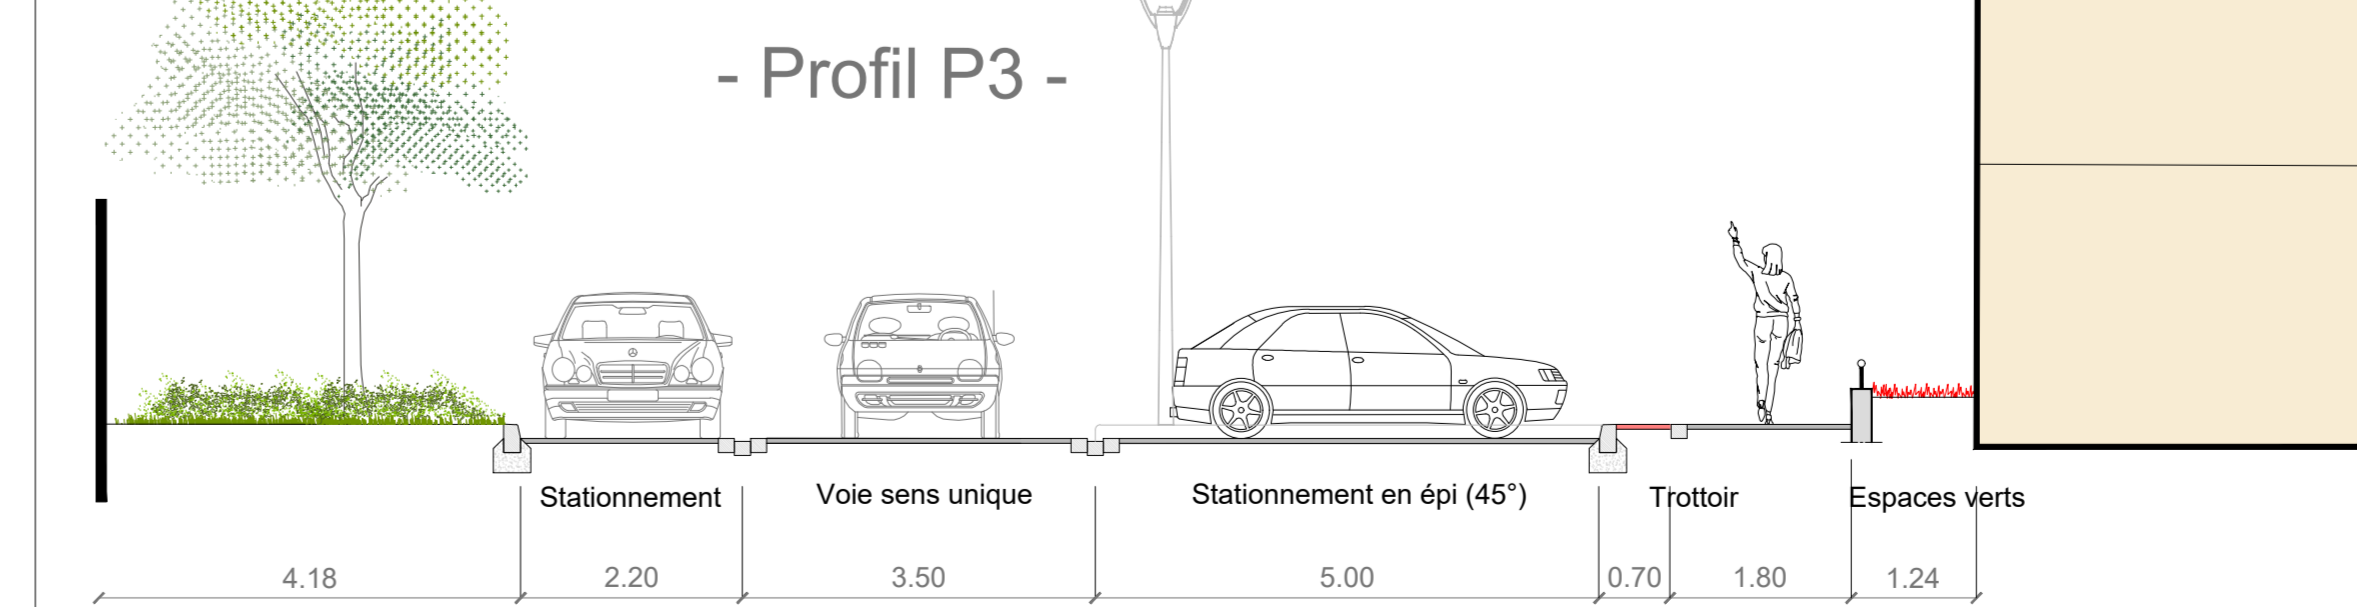 - Profil P3 -
Stationnement
Voie sens unique
Stationnement en épi (45°)
Trottoir
Espaces verts
4.18
2.20
3.50
5.00
0.70
1.80
1.24